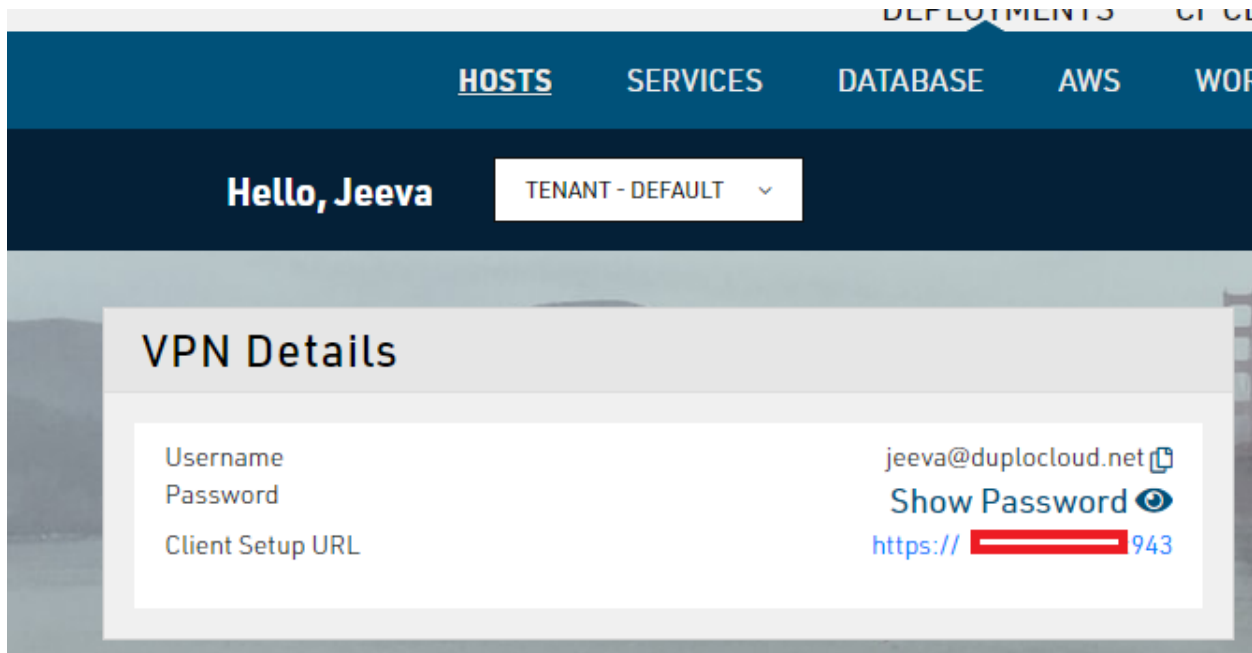 DEPLOYMENTS
HOSTS SERVICES DATABASE AWS
Hello, Jeeva TENANT - DEFAULT
VPN Details
Username jeeva@duplocloud.net
Password Show Password
Client Setup URL https:// 943